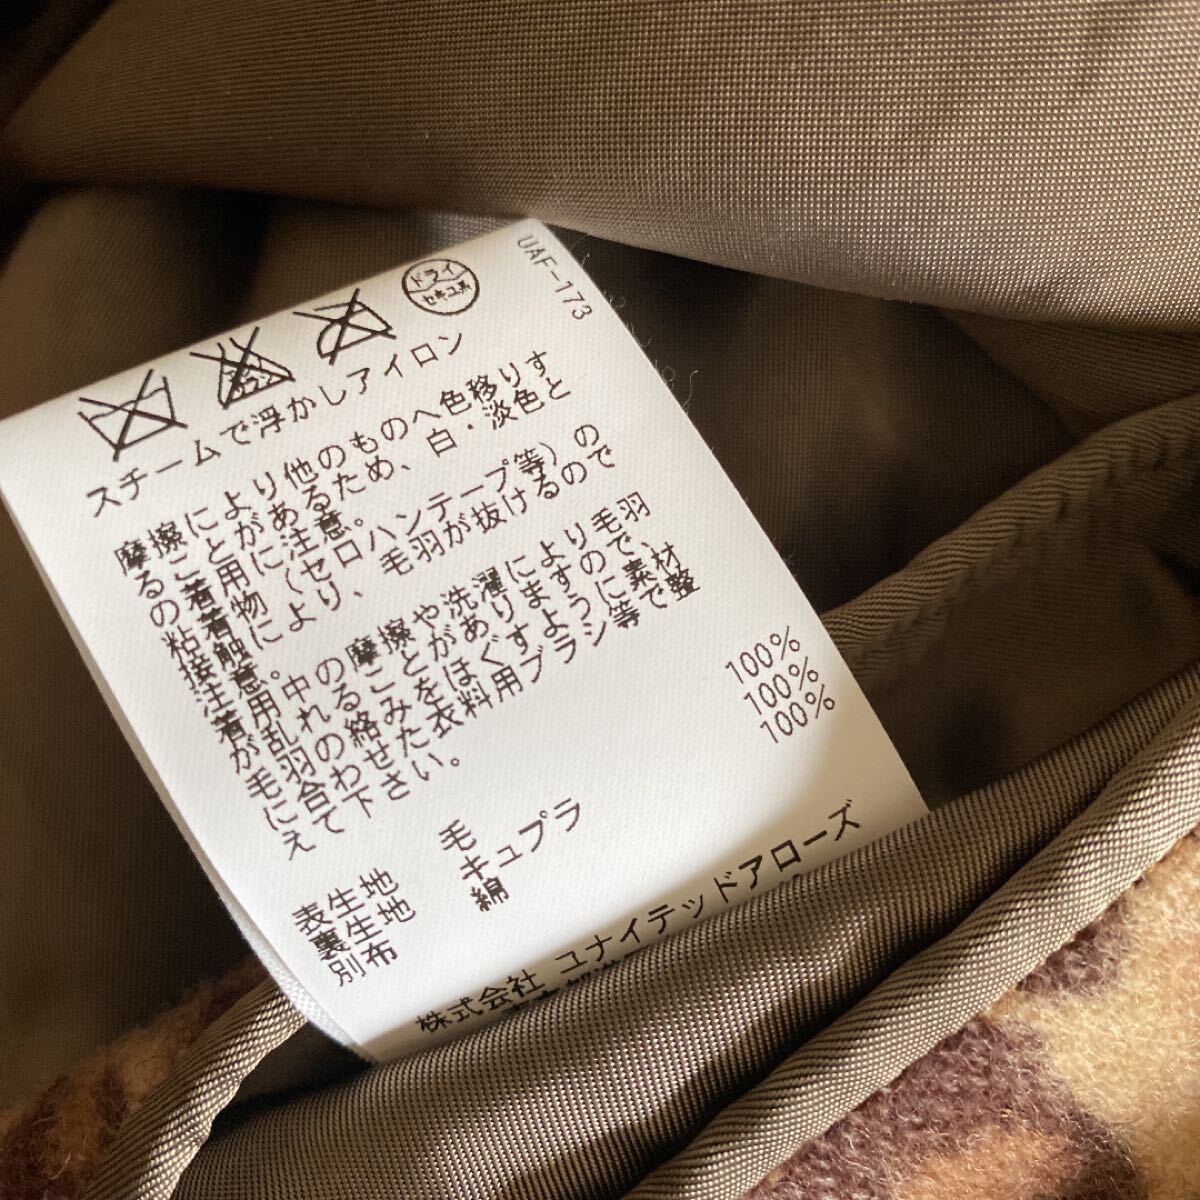 UAF-173
ドライ
セキユ系
スチームで浮かしアイロン
摩擦により他のものへ色移りす
ることがあるため、白・淡色と
の着用に注意。
粘着物(セロハンテープ等)の
接触により、毛羽が抜けるので
注意。
着用中の摩擦や洗濯により毛羽
が乱れることがありますので、
毛羽の絡みをほぐすように素材
に合わせた衣料用ブラシ等で整
えて下さい。
表生地 毛 100%
裏生地 キュプラ 100%
別布 綿 100%
株式会社 ユナイテッドアローズ